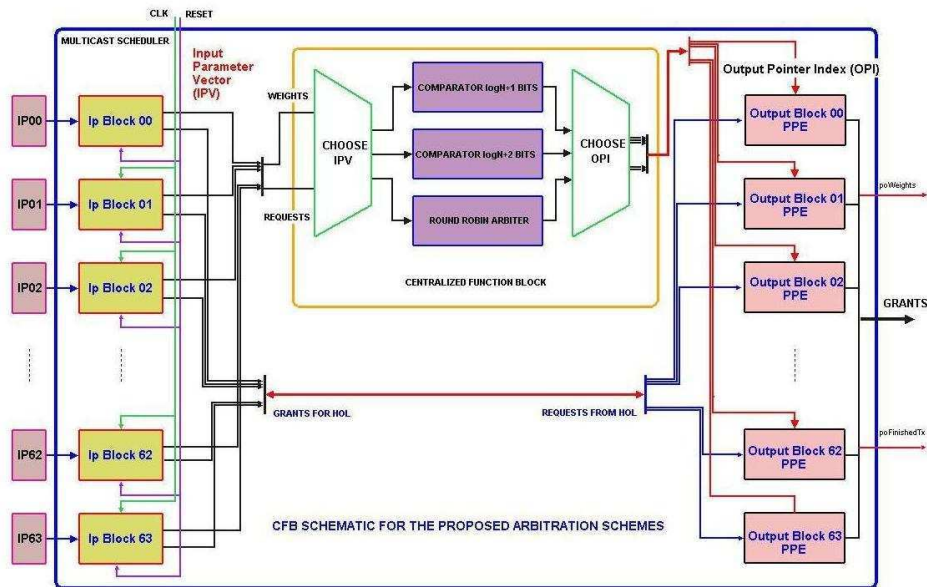 CLK
RESET
MULTICAST SCHEDULER
Input
Parameter
Vector
(IPV)
WEIGHTS
REQUESTS
CHOOSE
IPV
COMPARATOR logN+1 BITS
COMPARATOR logN+2 BITS
ROUND ROBIN ARBITER
CHOOSE
OPI
CENTRALIZED FUNCTION BLOCK
Output Pointer Index (OPI)
IP00
Ip Block 00
IP01
Ip Block 01
IP02
Ip Block 02
IP62
Ip Block 62
IP63
Ip Block 63
Output Block 00
PPE
Output Block 01
PPE
Output Block 02
PPE
Output Block 62
PPE
Output Block 63
PPE
poWeights
GRANTS
poFinishedTx
GRANTS FOR HOL
REQUESTS FROM HOL
CFB SCHEMATIC FOR THE PROPOSED ARBITRATION SCHEMES